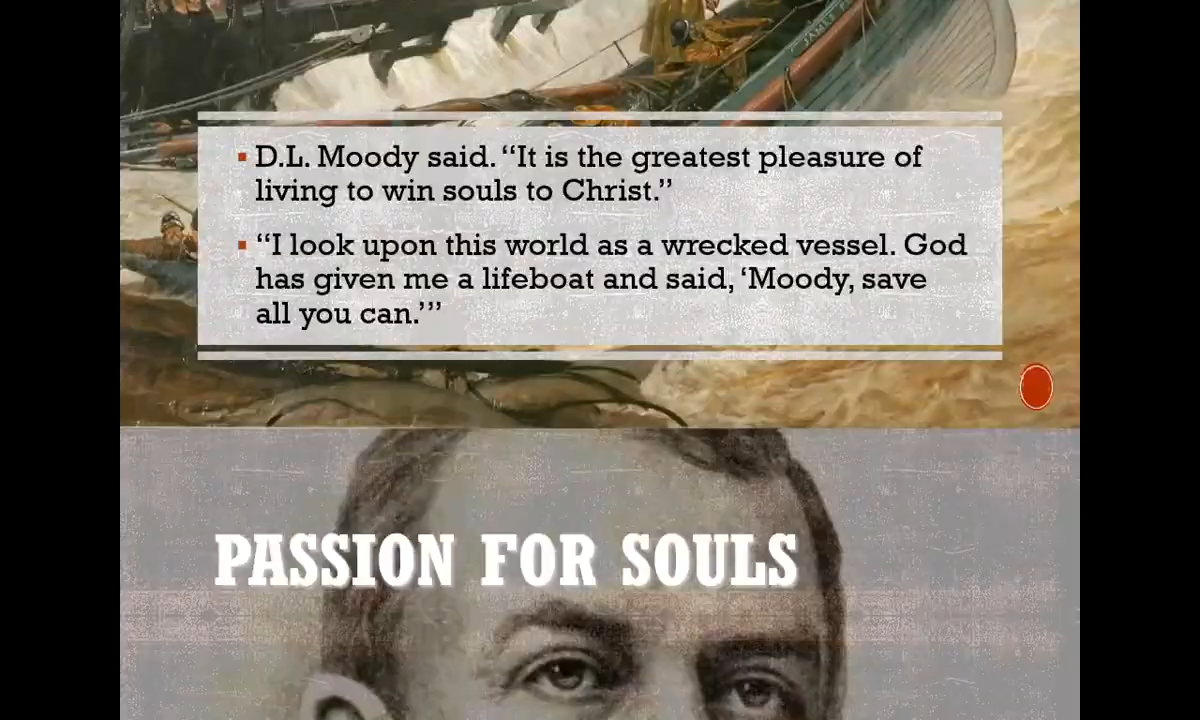 D.L. Moody said. “It is the greatest pleasure of
living to win souls to Christ.”
“I look upon this world as a wrecked vessel. God
has given me a lifeboat and said, ‘Moody, save
all you can.’”
PASSION FOR SOULS